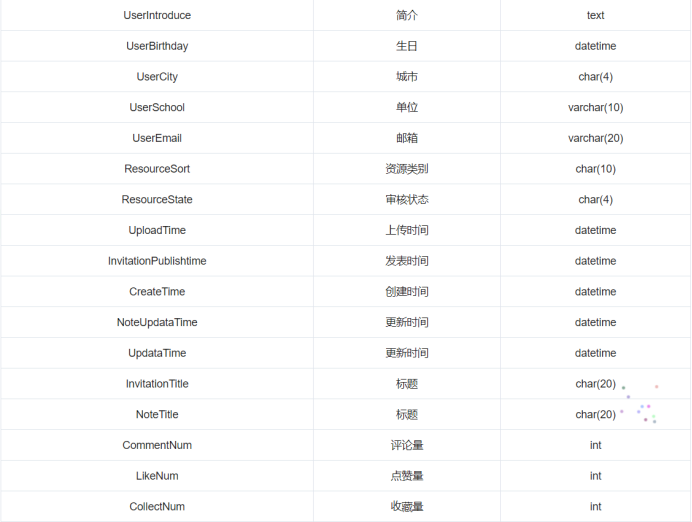 UserIntroduce 简介 text
UserBirthday 生日 datetime
UserCity 城市 char(4)
UserSchool 单位 varchar(10)
UserEmail 邮箱 varchar(20)
ResourceSort 资源类别 char(10)
ResourceState 审核状态 char(4)
UploadTime 上传时间 datetime
InvitationPublishtime 发表时间 datetime
CreateTime 创建时间 datetime
NoteUpdataTime 更新时间 datetime
UpdataTime 更新时间 datetime
InvitationTitle 标题 char(20)
NoteTitle 标题 char(20)
CommentNum 评论量 int
LikeNum 点赞量 int
CollectNum 收藏量 int